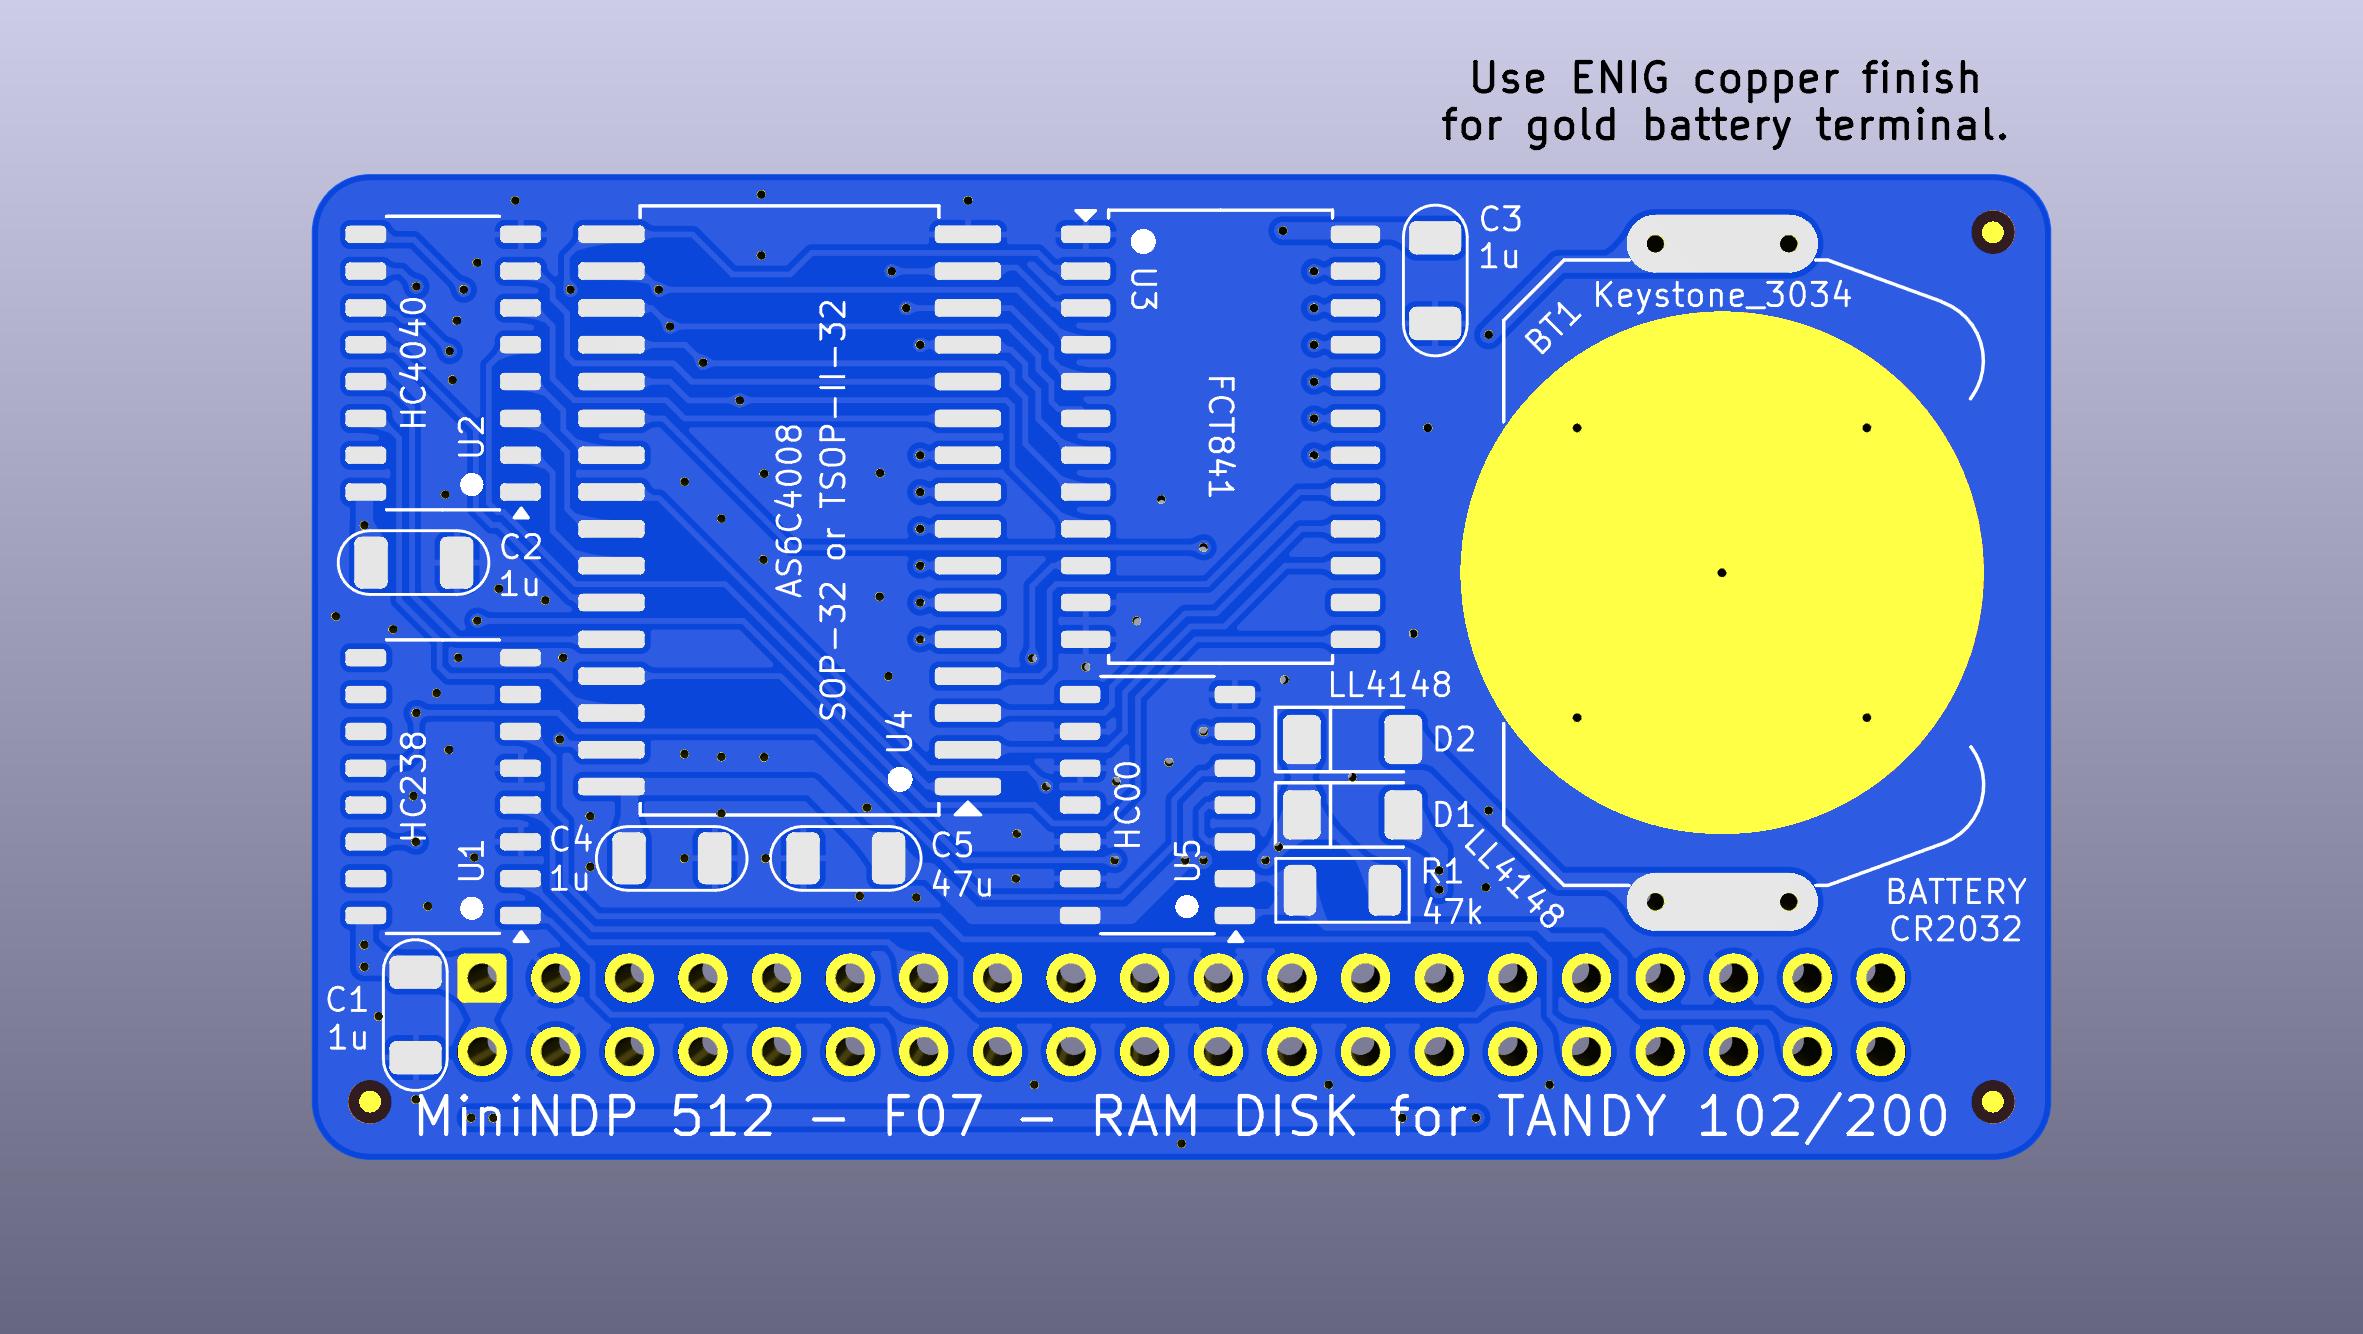 Use ENIG copper finish
for gold battery terminal.
C3
1u
U3
Keystone_3034
BT1
HC4040
U2
AS6C4008
SOP-32 or TSOP-II-32
U4
FCT841
C2
1u
LL4148
D2
D1
LL4148
HC238
U1
C4
1u
C5
47u
HC00
U5
R1
47k
BATTERY
CR2032
C1
1u
MiniNDP 512 - F07 - RAM DISK for TANDY 102/200